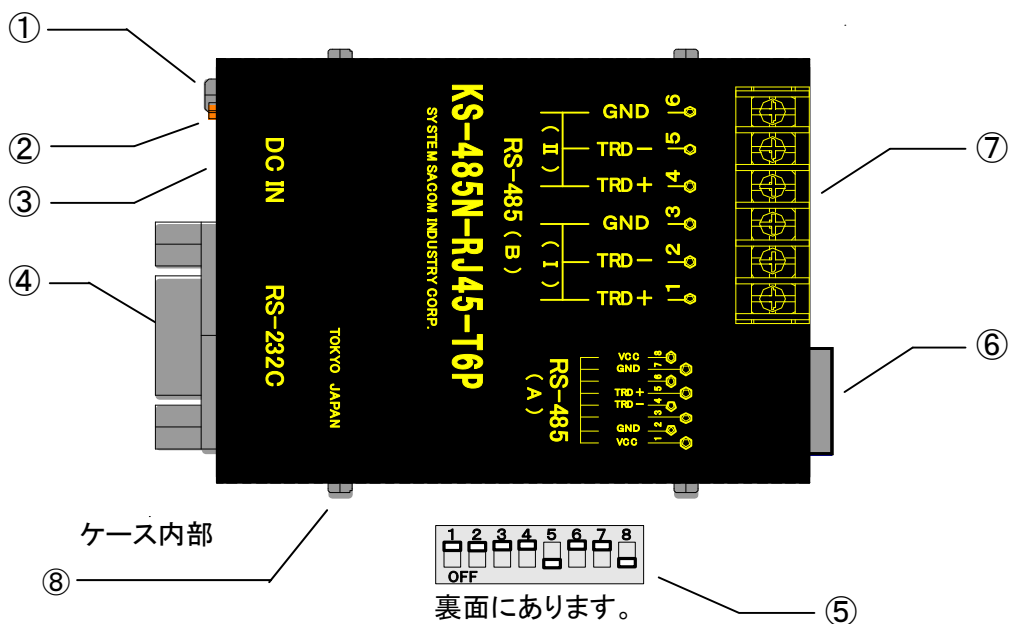 ①
②
③
④
⑤
⑥
⑦
⑧
DC IN
RS-232C
TOKYO JAPAN
KS-485N-RJ45-T6P
SYSTEM SACOM INDUSTRY CORP.
RS-485(B)
(Ⅱ)
GND 6
TRD- 5
TRD+ 4
(Ⅰ)
GND 3
TRD- 2
TRD+ 1
RS-485
(A)
VCC 8
GND 7
6
TRD+ 5
TRD- 4
3
GND 2
VCC 1
ケース内部
1 2 3 4 5 6 7 8
OFF
裏面にあります。